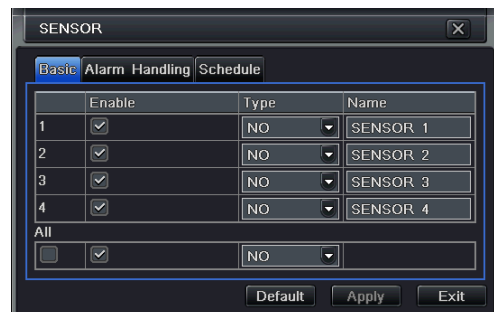 SENSOR
Basic Alarm Handling Schedule
Enable Type Name
1 NO SENSOR 1
2 NO SENSOR 2
3 NO SENSOR 3
4 NO SENSOR 4
All
NO
Default Apply Exit